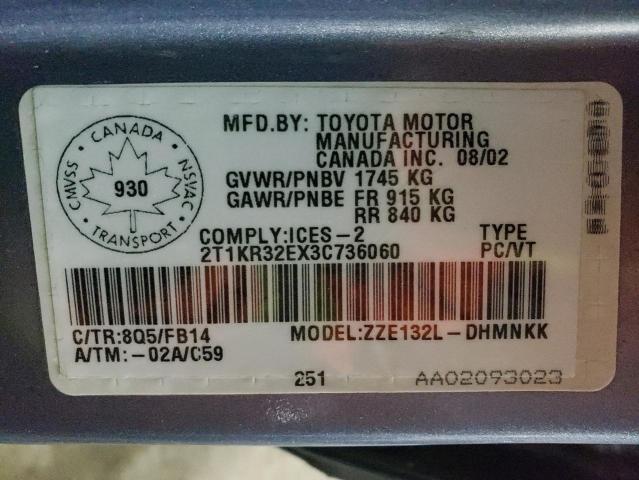 CANADA
CMVSS · NSVAC
930
TRANSPORT
MFD.BY: TOYOTA MOTOR
MANUFACTURING
CANADA INC. 08/02
GVWR/PNBV 1745 KG
GAWR/PNBE FR 915 KG
RR 840 KG
COMPLY:ICES-2 TYPE
2T1KR32EX3C736060 PC/VT
C/TR:8Q5/FB14 MODEL:ZZE132L-DHMNKK
A/TM:-02A/C59
251 AA02093023